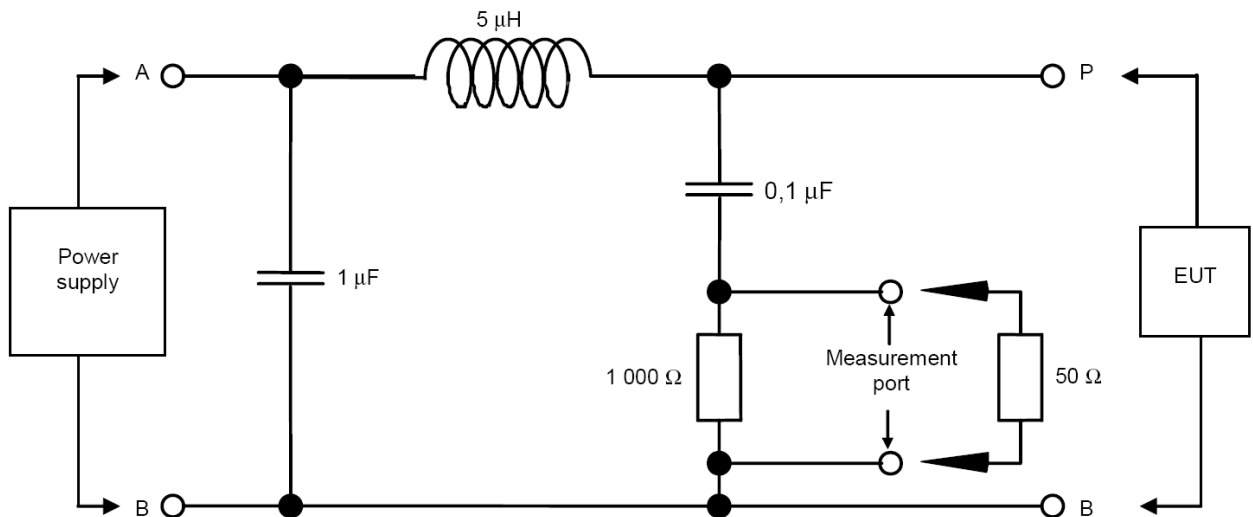 5 μH
A
P
0,1 μF
Power
supply
1 μF
EUT
Measurement
port
1 000 Ω
50 Ω
B
B